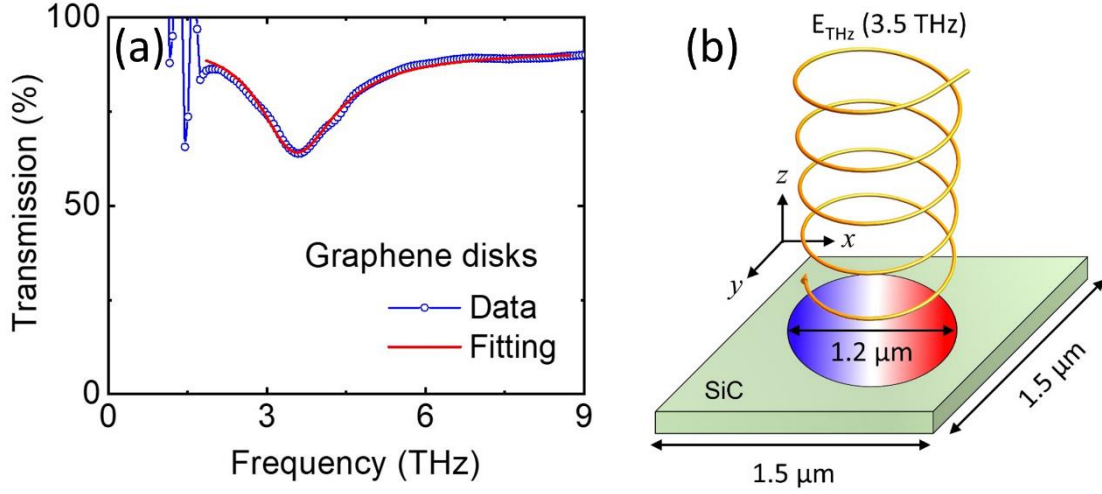 (a)
100
50
0
Transmission (%)
0 3 6 9
Frequency (THz)
Graphene disks
Data
Fitting
(b)
E_THz (3.5 THz)
z
x
y
1.2 μm
SiC
1.5 μm
1.5 μm